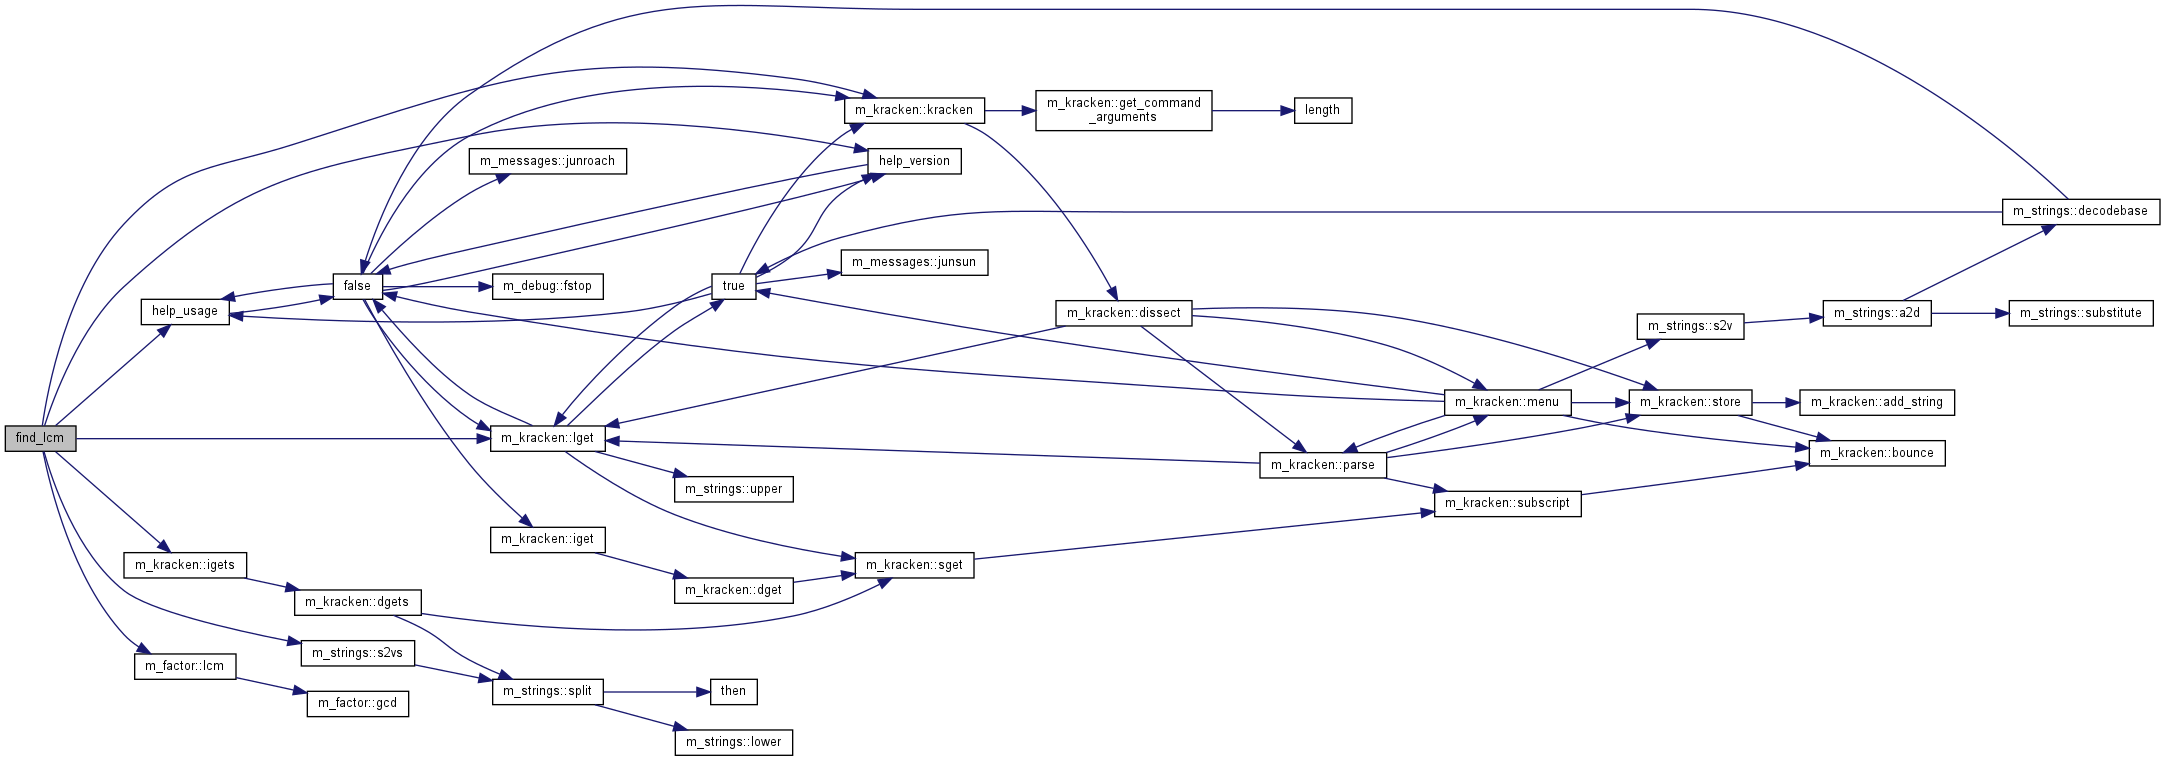 m_kracken::kracken
m_kracken::get_command
_arguments
length
m_messages::junroach
help_version
m_strings::decodebase
m_messages::junsun
false
m_debug::fstop
true
help_usage
m_kracken::dissect
m_strings::s2v
m_strings::a2d
m_strings::substitute
m_kracken::menu
m_kracken::store
m_kracken::add_string
find_lcm
m_kracken::lget
m_kracken::parse
m_kracken::bounce
m_strings::upper
m_kracken::subscript
m_kracken::iget
m_kracken::igets
m_kracken::sget
m_kracken::dget
m_kracken::dgets
m_strings::s2vs
m_factor::lcm
m_strings::split
then
m_factor::gcd
m_strings::lower